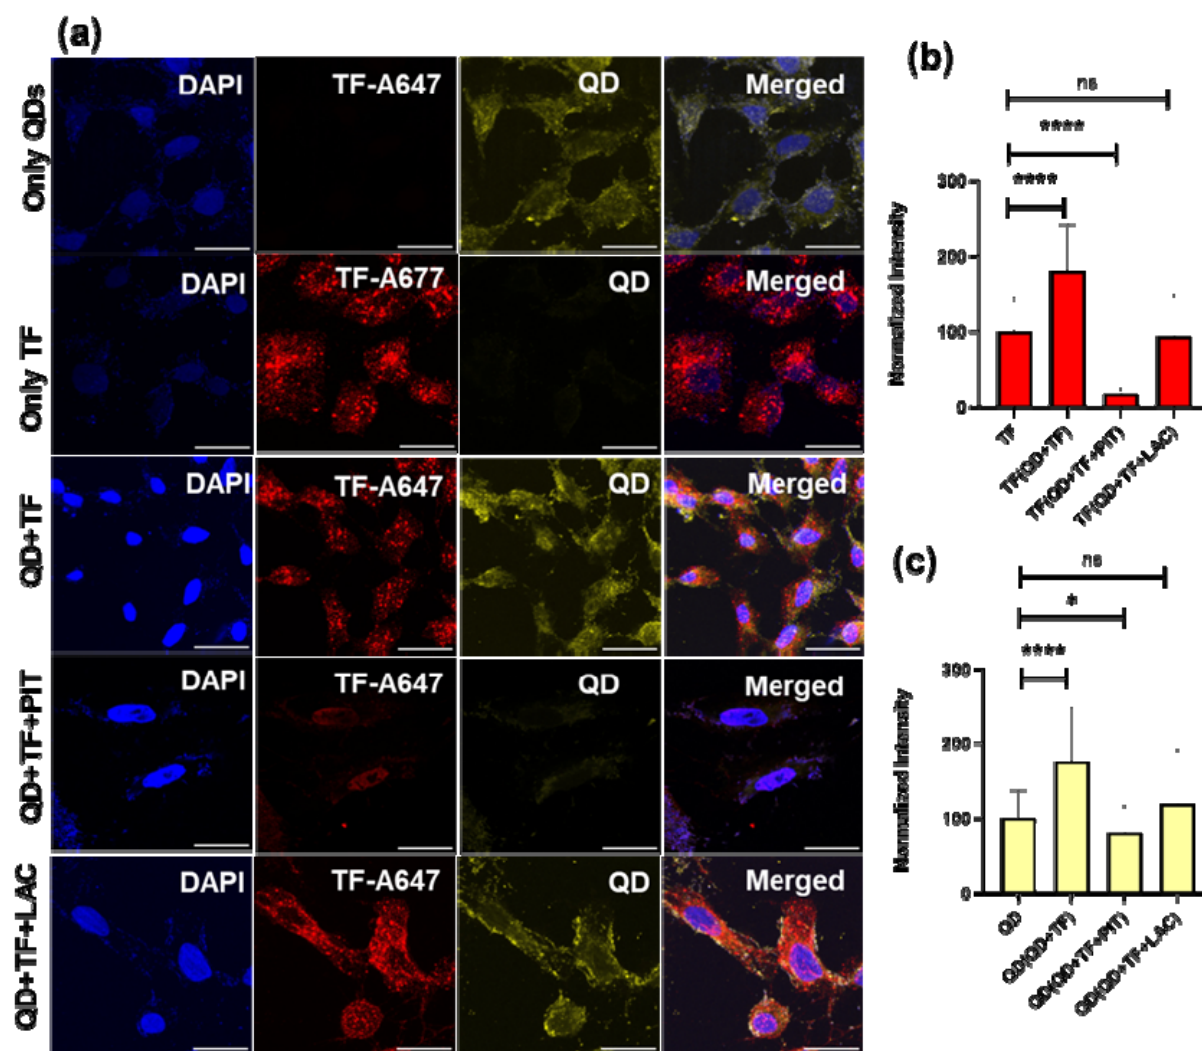 (a)
Only QDs
DAPI
TF-A647
QD
Merged
Only TF
DAPI
TF-A677
QD
Merged
QD+TF
DAPI
TF-A647
QD
Merged
QD+TF+PIT
DAPI
TF-A647
QD
Merged
QD+TF+LAC
DAPI
TF-A647
QD
Merged
(b)
ns
****
****
Normalized Intensity
300
200
100
0
TF
TF(QD+TF)
TF(QD+TF+PIT)
TF(QD+TF+LAC)
(c)
ns
*
****
Normalized Intensity
300
200
100
0
QD
QD(QD+TF)
QD(QD+TF+PIT)
QD(QD+TF+LAC)